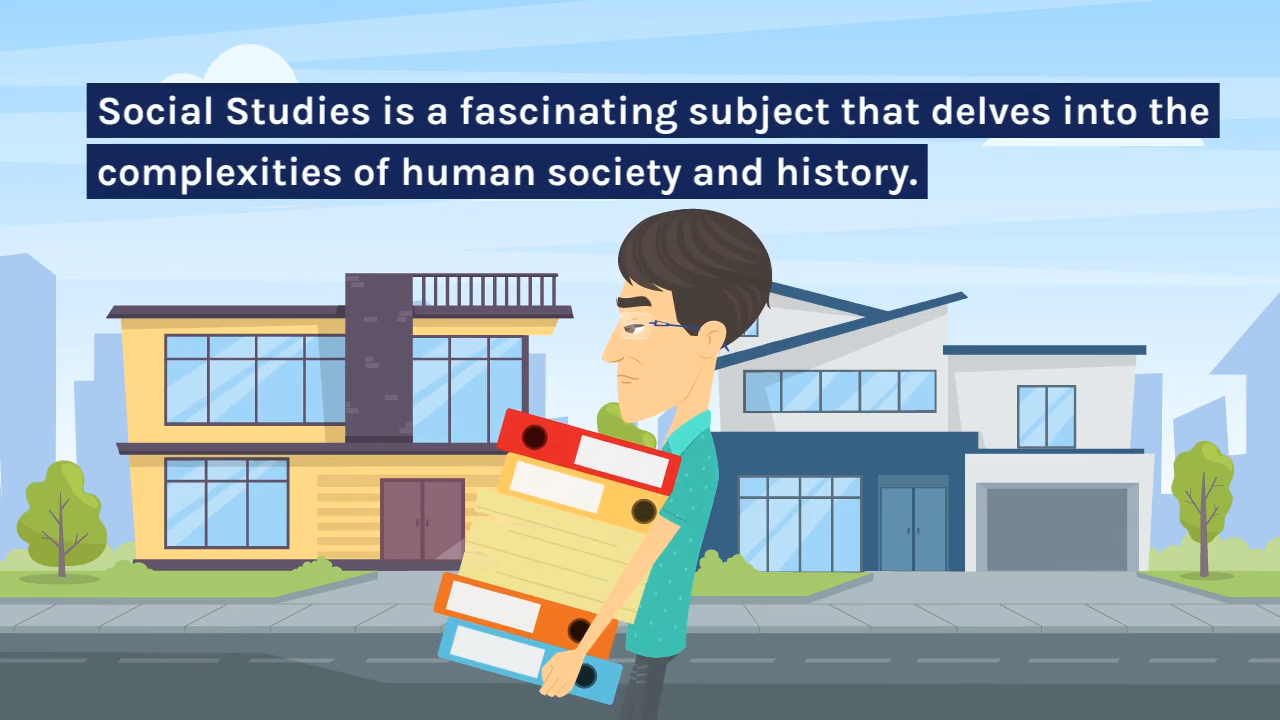 Social Studies is a fascinating subject that delves into the
complexities of human society and history.